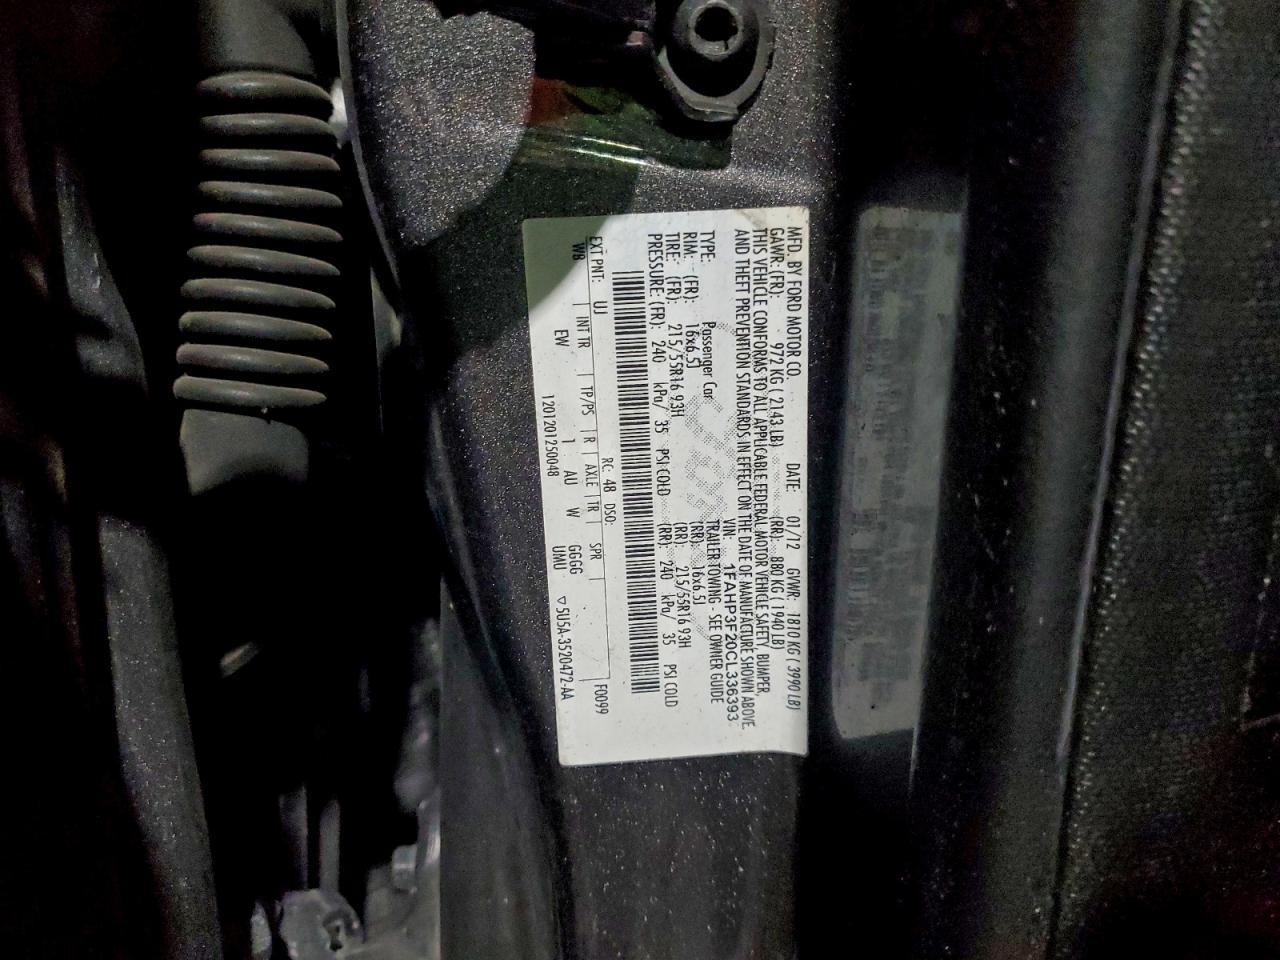 MFD. BY FORD MOTOR CO.
DATE: 01/12 GVWR: 1810 KG ( 3990 LB)
GAWR: (FR): 972 KG ( 2143 LB) (RR): 880 KG ( 1940 LB)
THIS VEHICLE CONFORMS TO ALL APPLICABLE FEDERAL MOTOR VEHICLE SAFETY, BUMPER,
AND THEFT PREVENTION STANDARDS IN EFFECT ON THE DATE OF MANUFACTURE SHOWN ABOVE
VIN: 1FAHP3F20CL336393
TYPE: Passenger Car TRAILER TOWING - SEE OWNER GUIDE
RIM: (FR): 16x6.5J (RR): 16x6.5J
TIRE: (FR): 215/55R16 93H (RR): 215/55R16 93H
PRESSURE: (FR): 240 kPa/ 35 PSI COLD (RR): 240 kPa/ 35 PSI COLD
RC: 48 DSO: F0099
EXT PNT: UJ INT TR TP/PS R AXLE TR SPR
WB EW 1 AU W GGGG UMU
1201201250048 ▽5U5A-3520472-AA